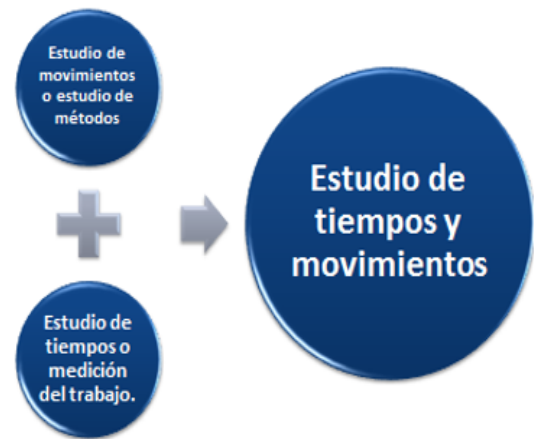 Estudio de
movimientos
o estudio de
métodos
Estudio de
tiempos o
medición
del trabajo.
Estudio de
tiempos y
movimientos